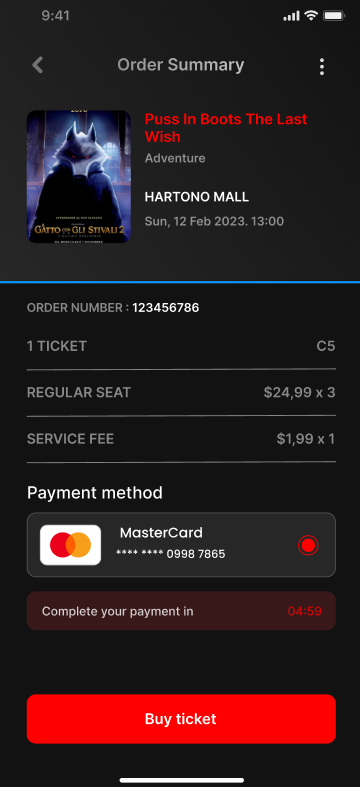 9:41
Order Summary
Puss In Boots The Last
Wish
Adventure
HARTONO MALL
Sun, 12 Feb 2023. 13:00
IL GATTO CON GLI STIVALI 2
ORDER NUMBER : 123456786
1 TICKET C5
REGULAR SEAT $24,99 x 3
SERVICE FEE $1,99 x 1
Payment method
MasterCard
**** **** 0998 7865
Complete your payment in 04:59
Buy ticket